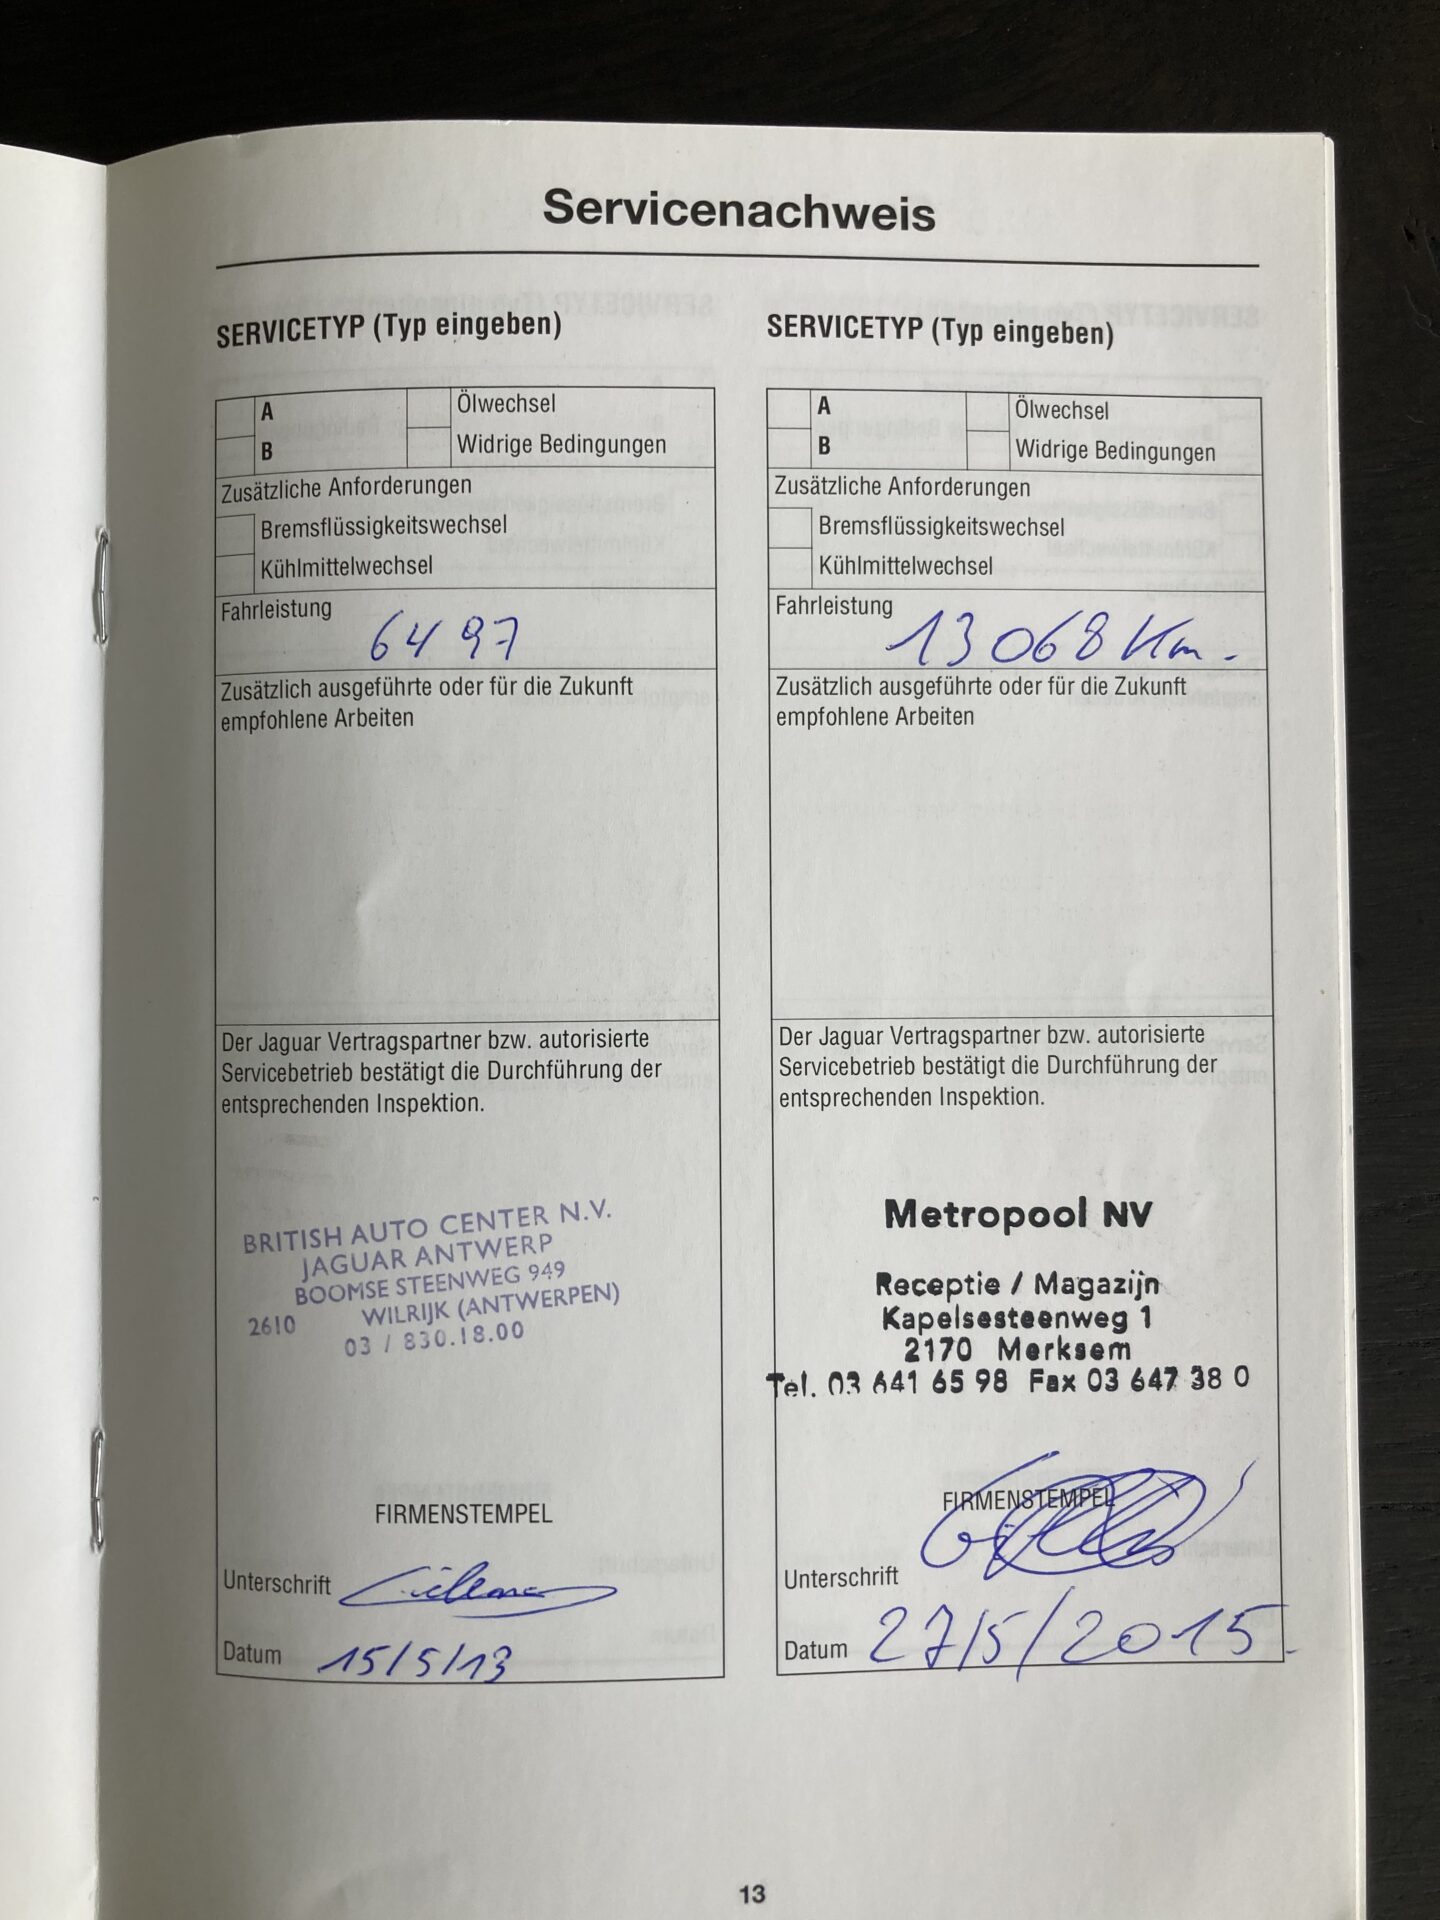 Servicenachweis
SERVICETYP (Typ eingeben)
A
Ölwechsel
B
Widrige Bedingungen
Zusätzliche Anforderungen
Bremsflüssigkeitswechsel
Kühlmittelwechsel
Fahrleistung
6497
Zusätzlich ausgeführte oder für die Zukunft
empfohlene Arbeiten
Der Jaguar Vertragspartner bzw. autorisierte
Servicebetrieb bestätigt die Durchführung der
entsprechenden Inspektion.
BRITISH AUTO CENTER N.V.
JAGUAR ANTWERP
BOOMSE STEENWEG 949
2610 WILRIJK (ANTWERPEN)
03 / 830.18.00
FIRMENSTEMPEL
Unterschrift
Datum 15/5/13
SERVICETYP (Typ eingeben)
A
Ölwechsel
B
Widrige Bedingungen
Zusätzliche Anforderungen
Bremsflüssigkeitswechsel
Kühlmittelwechsel
Fahrleistung
13068 Km.
Zusätzlich ausgeführte oder für die Zukunft
empfohlene Arbeiten
Der Jaguar Vertragspartner bzw. autorisierte
Servicebetrieb bestätigt die Durchführung der
entsprechenden Inspektion.
Metropool NV
Receptie / Magazijn
Kapelsesteenweg 1
2170 Merksem
Tel. 03 641 65 98 Fax 03 647 38 0
FIRMENSTEMPEL
Unterschrift
Datum 27/5/2015.
13